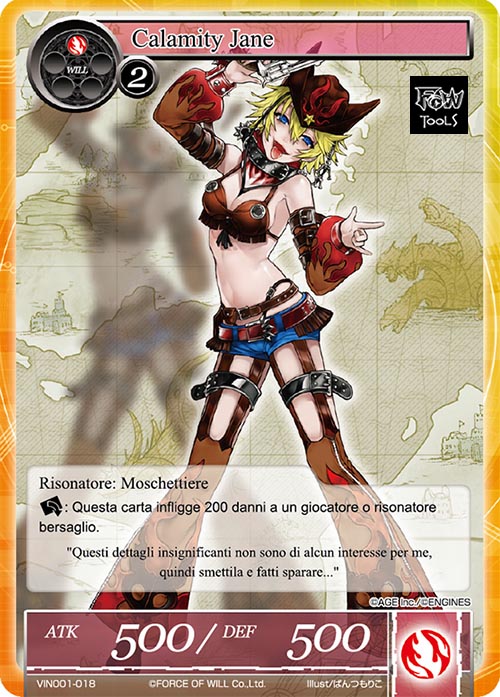 Calamity Jane
WILL
2
FOW
TOOLS
Risonatore: Moschettiere
: Questa carta infligge 200 danni a un giocatore o risonatore
bersaglio.
"Questi dettagli insignificanti non sono di alcun interesse per me,
quindi smettila e fatti sparare..."
©AGE Inc./©ENGINES
ATK 500 / DEF 500
VIN001-018 ©FORCE OF WILL Co.,Ltd. Illust/ぱんつもりこ